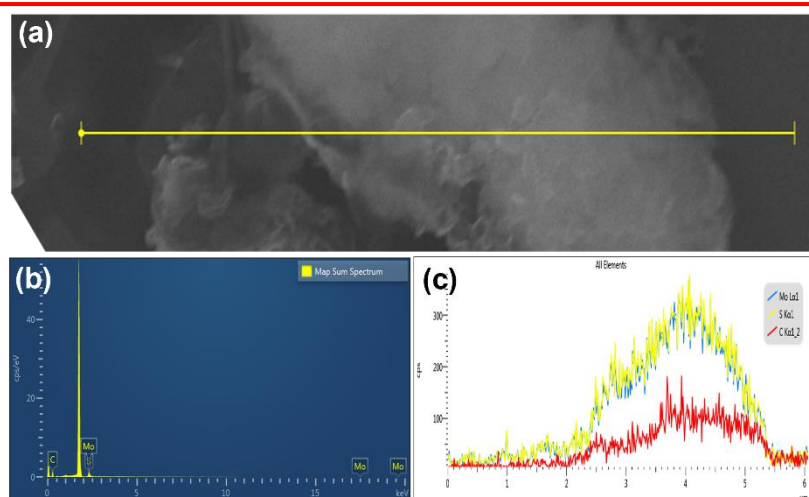 (a)
(b)
Map Sum Spectrum
cps/eV
40
20
0
C
Mo
S
Mo
Mo
0
5
10
15
keV
(c)
All Elements
Mo Lα1
S Kα1
C Kα1_2
cps
300
200
100
0
1
2
3
4
5
6